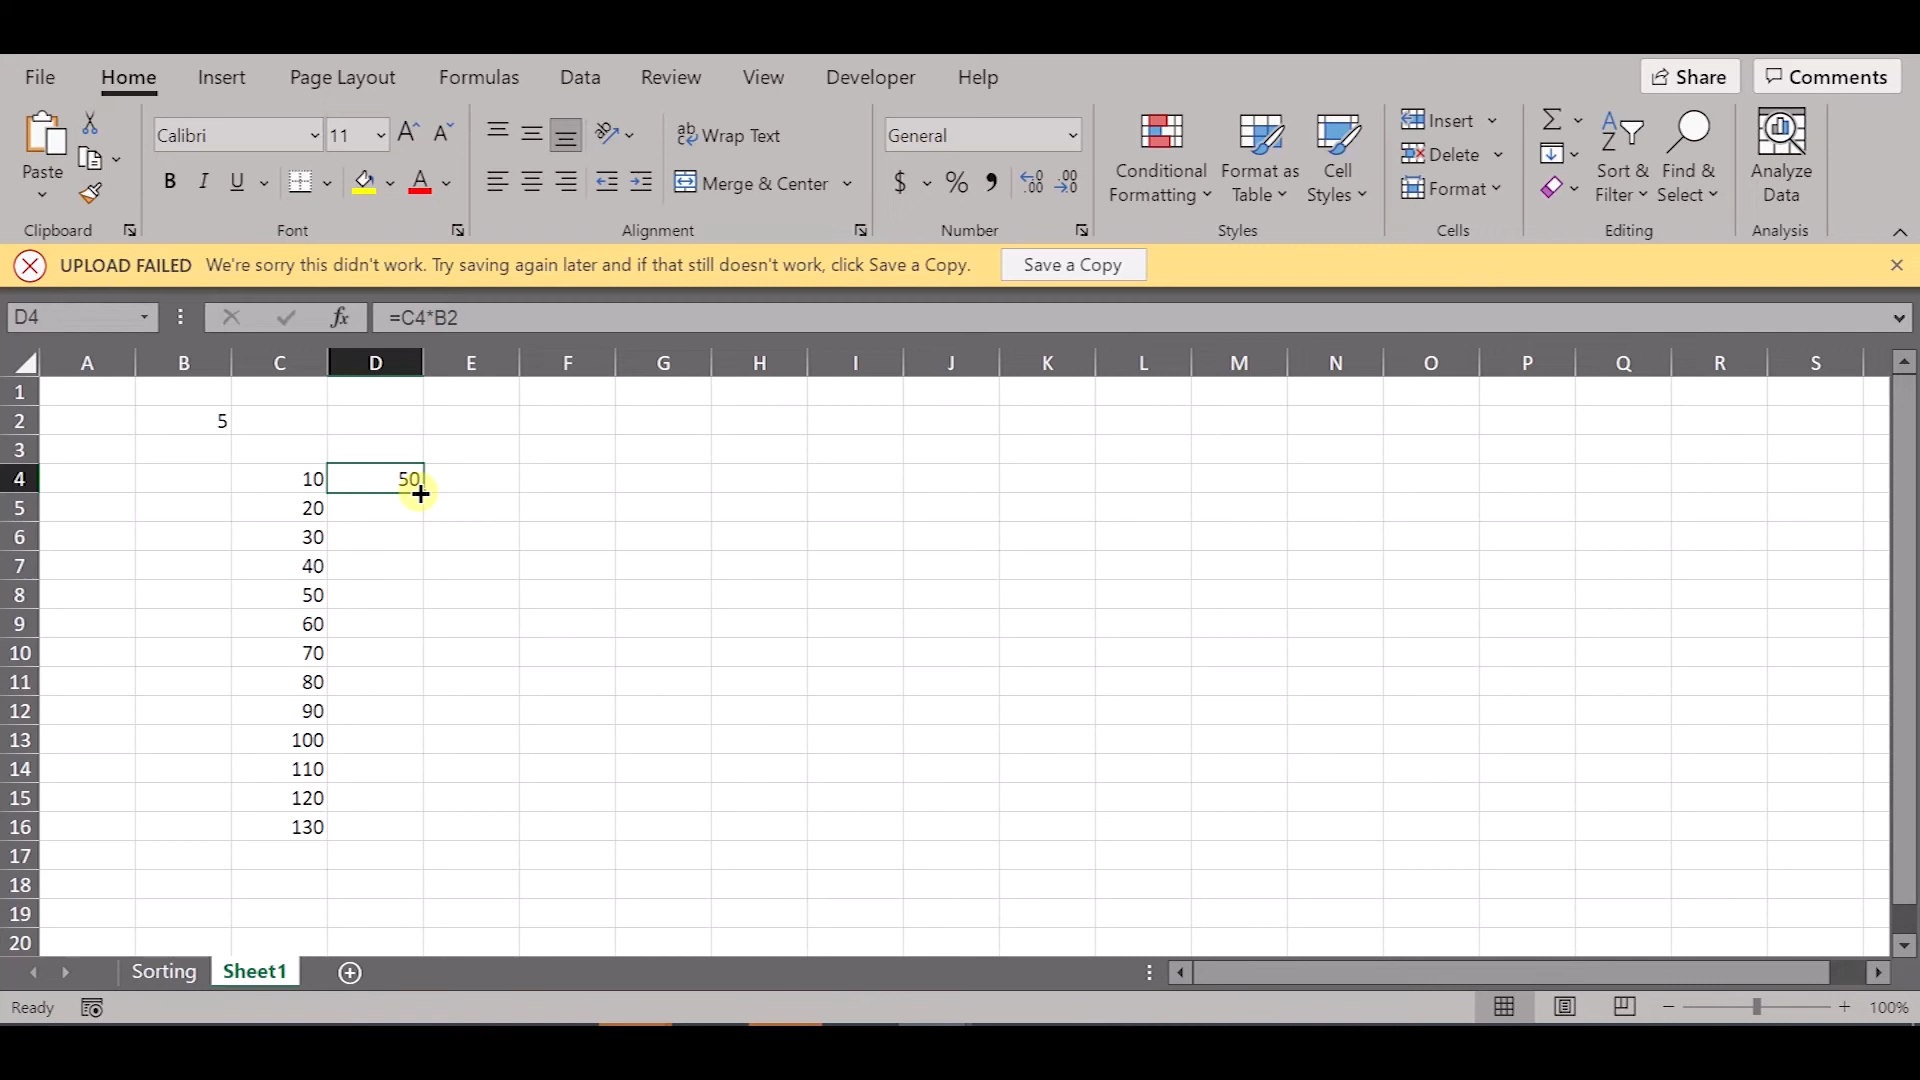 File Home Insert Page Layout Formulas Data Review View Developer Help Share Comments
Calibri 11 Wrap Text General Insert
Paste Conditional Formatting Format as Table Cell Styles Delete Sort & Filter Find & Select Analyze Data
B I U Merge & Center $ % Format
Clipboard Font Alignment Number Styles Cells Editing Analysis
UPLOAD FAILED We're sorry this didn't work. Try saving again later and if that still doesn't work, click Save a Copy. Save a Copy
D4 fx =C4*B2
A B C D E F G H I J K L M N O P Q R S
1
2 5
3
4 10 50
5 20
6 30
7 40
8 50
9 60
10 70
11 80
12 90
13 100
14 110
15 120
16 130
17
18
19
20
Sorting Sheet1
Ready 100%